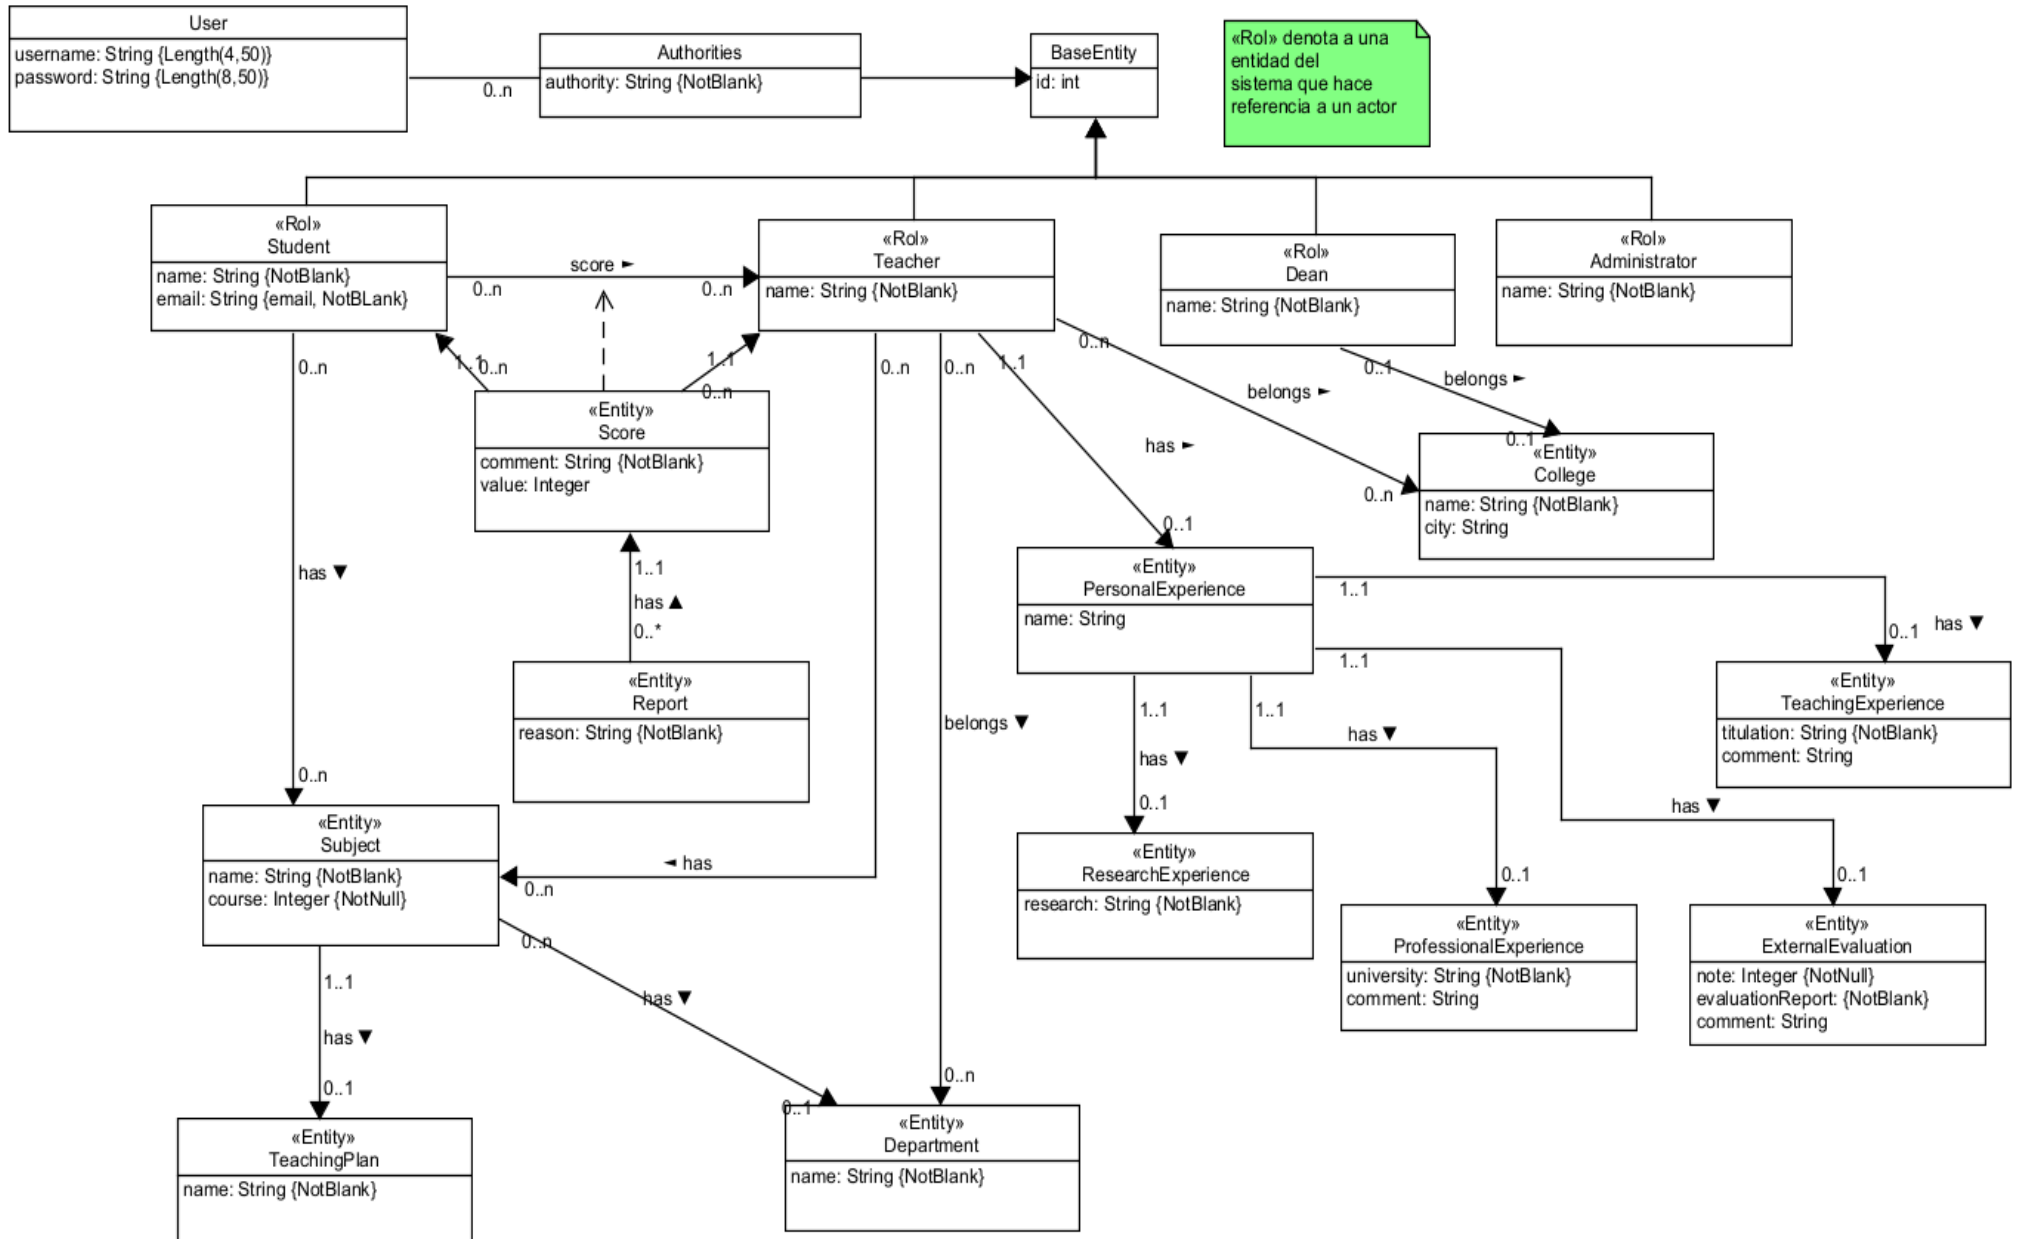 User
username: String {Length(4,50)}
password: String {Length(8,50)}
0..n
Authorities
authority: String {NotBlank}
BaseEntity
id: int
«Rol» denota a una
entidad del
sistema que hace
referencia a un actor
«Rol»
Student
name: String {NotBlank}
email: String {email, NotBLank}
score ►
0..n
0..n
«Rol»
Teacher
name: String {NotBlank}
«Rol»
Dean
name: String {NotBlank}
«Rol»
Administrator
name: String {NotBlank}
0..n
1..1
0..n
1..1
0..n
0..n
0..n
1..1
0..n
0..1
belongs ►
belongs ►
0..1
0..n
«Entity»
Score
comment: String {NotBlank}
value: Integer
has ►
0..1
«Entity»
College
name: String {NotBlank}
city: String
has ▼
1..1
has ▲
0..*
«Entity»
PersonalExperience
name: String
1..1
0..1
has ▼
1..1
«Entity»
Report
reason: String {NotBlank}
belongs ▼
1..1
has ▼
0..1
1..1
has ▼
0..1
«Entity»
TeachingExperience
titulation: String {NotBlank}
comment: String
has ▼
0..1
0..n
«Entity»
Subject
name: String {NotBlank}
course: Integer {NotNull}
◄ has
0..n
«Entity»
ResearchExperience
research: String {NotBlank}
«Entity»
ProfessionalExperience
university: String {NotBlank}
comment: String
«Entity»
ExternalEvaluation
note: Integer {NotNull}
evaluationReport: {NotBlank}
comment: String
0..n
has ▼
0..1
1..1
has ▼
0..1
0..n
«Entity»
TeachingPlan
name: String {NotBlank}
«Entity»
Department
name: String {NotBlank}